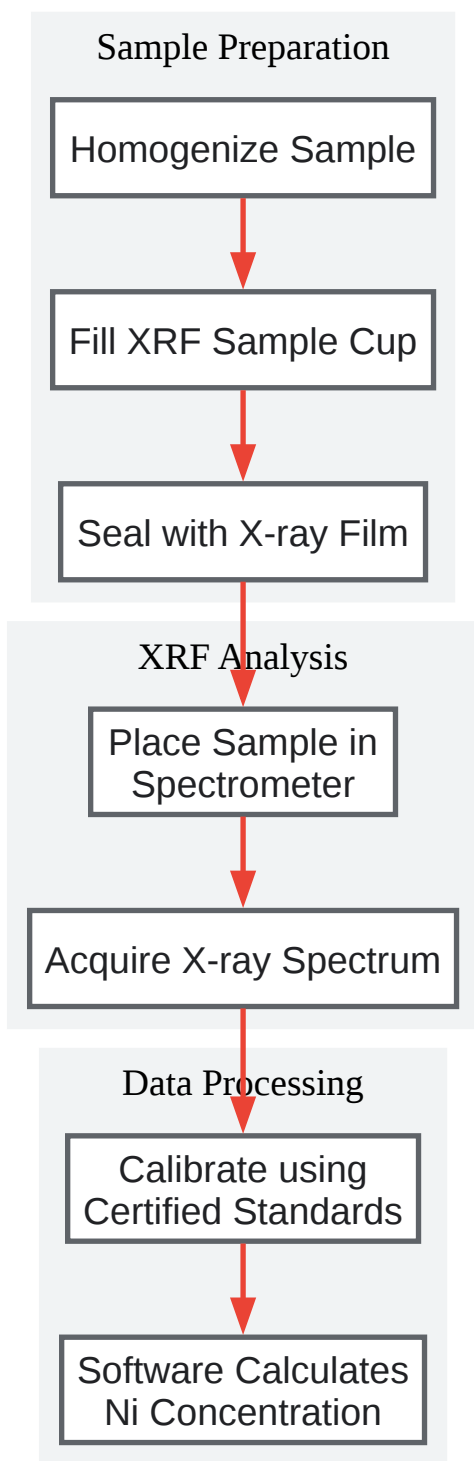 Sample Preparation
Homogenize Sample
Fill XRF Sample Cup
Seal with X-ray Film
XRF Analysis
Place Sample in
Spectrometer
Acquire X-ray Spectrum
Data Processing
Calibrate using
Certified Standards
Software Calculates
Ni Concentration